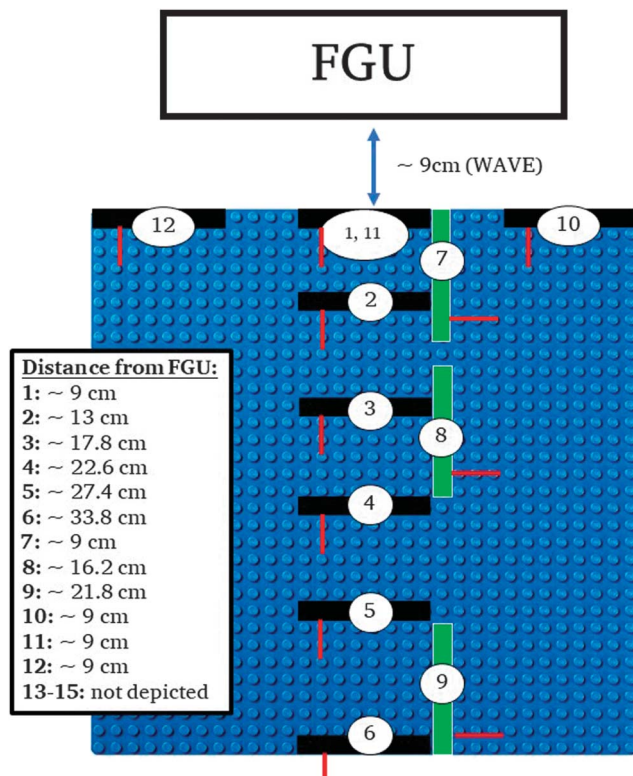 FGU
~ 9cm (WAVE)
12
1, 11
10
7
2
3
8
4
5
9
6
Distance from FGU:
1: ~ 9 cm
2: ~ 13 cm
3: ~ 17.8 cm
4: ~ 22.6 cm
5: ~ 27.4 cm
6: ~ 33.8 cm
7: ~ 9 cm
8: ~ 16.2 cm
9: ~ 21.8 cm
10: ~ 9 cm
11: ~ 9 cm
12: ~ 9 cm
13-15: not depicted